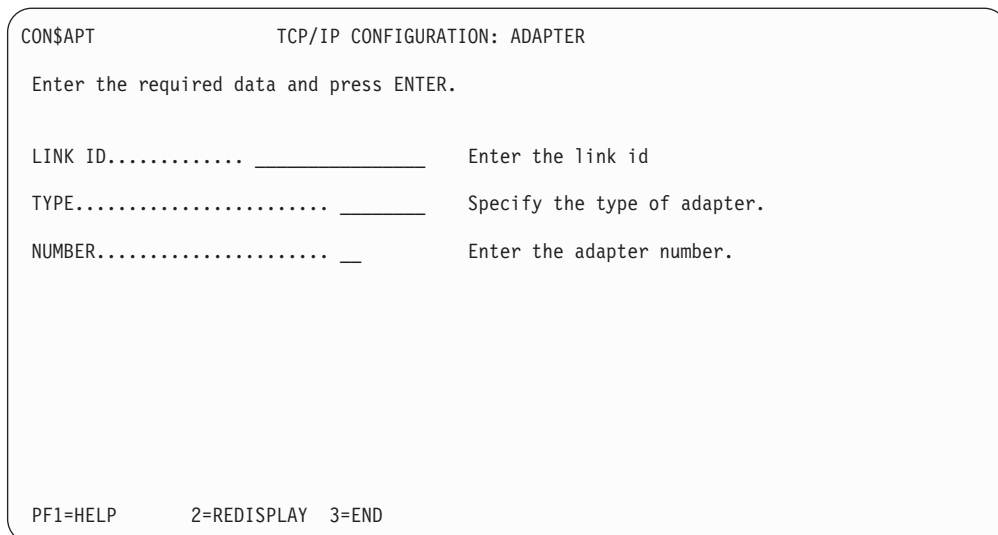 CON$APT TCP/IP CONFIGURATION: ADAPTER
Enter the required data and press ENTER.
LINK ID............. ________________ Enter the link id
TYPE........................ ________ Specify the type of adapter.
NUMBER...................... __ Enter the adapter number.
PF1=HELP 2=REDISPLAY 3=END